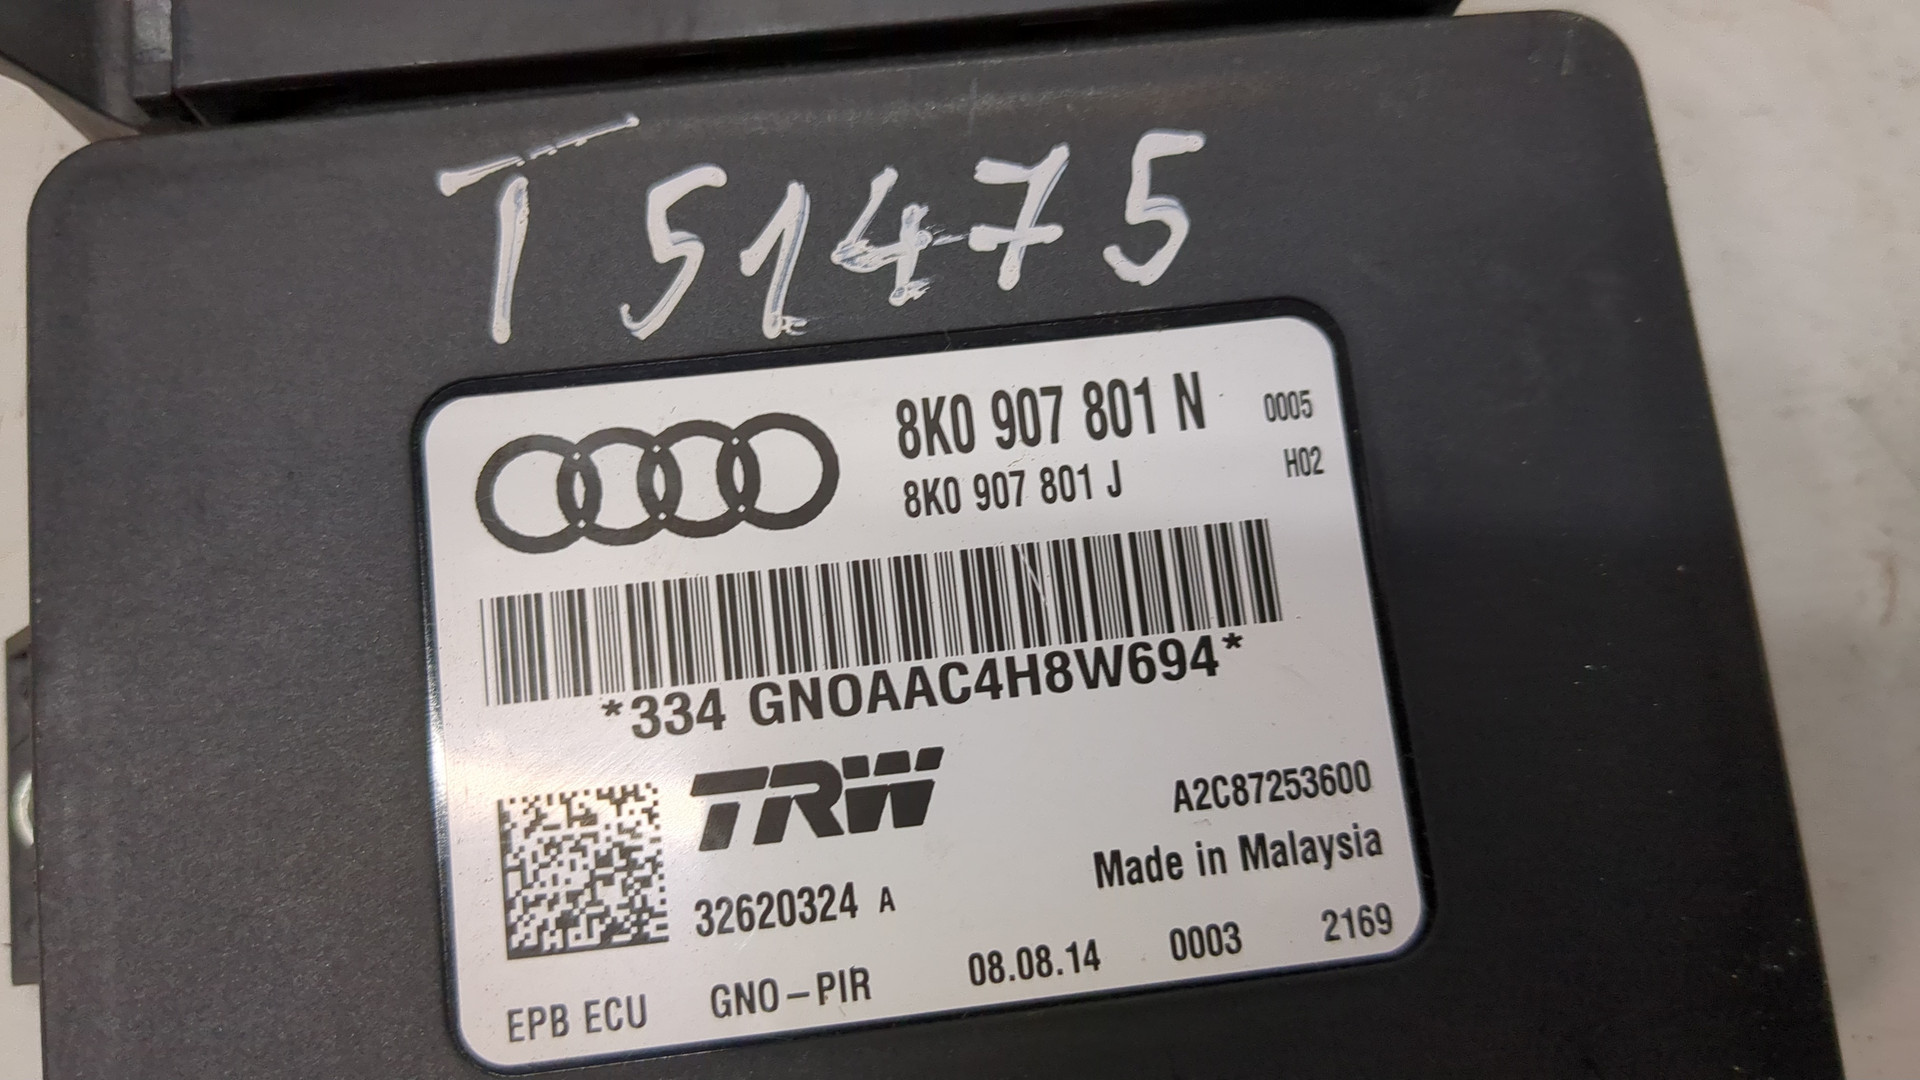 T 51475
8K0 907 801 N 0005
8K0 907 801 J H02
*334 GNOAAC4H8W694*
TRW
A2C87253600
Made in Malaysia
32620324 A
EPB ECU GNO-PIR 08.08.14 0003 2169